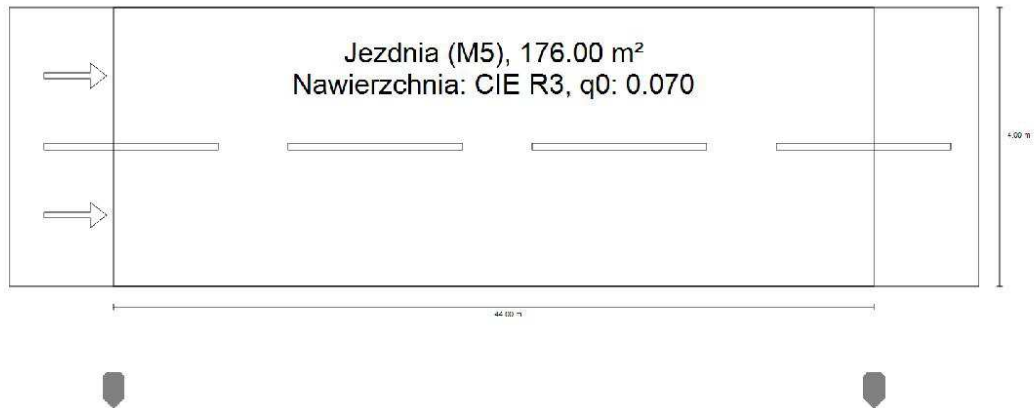 Jezdnia (M5), 176.00 m²
Nawierzchnia: CIE R3, q0: 0.070
4.00 m
44.00 m